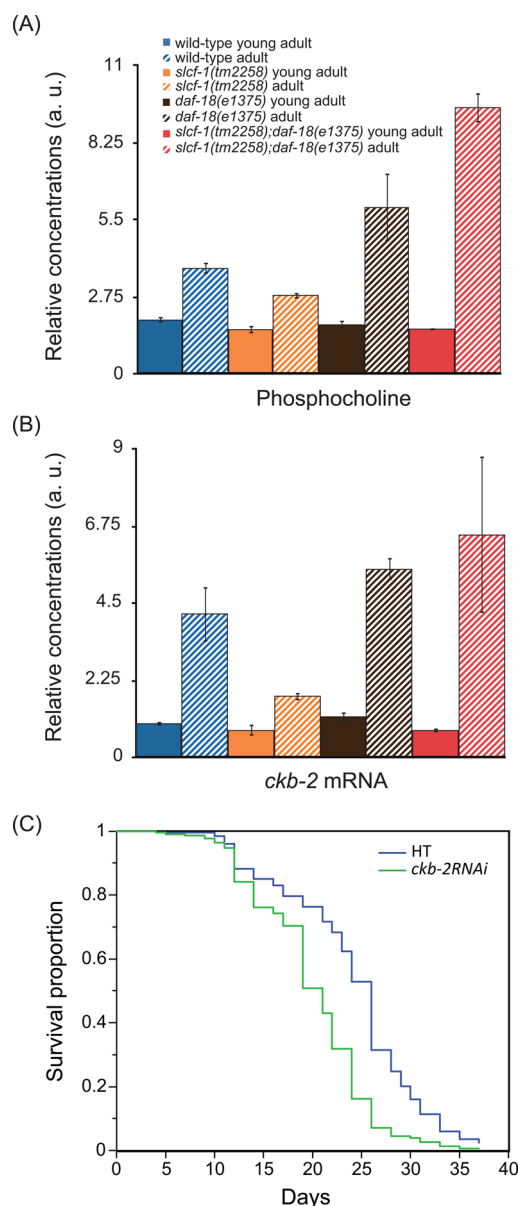 (A)
11
8.25
5.5
2.75
0
Relative concentrations (a. u.)
wild-type young adult
wild-type adult
slcf-1(tm2258) young adult
slcf-1(tm2258) adult
daf-18(e1375) young adult
daf-18(e1375) adult
slcf-1(tm2258);daf-18(e1375) young adult
slcf-1(tm2258);daf-18(e1375) adult
Phosphocholine
(B)
9
6.75
4.5
2.25
0
Relative concentrations (a. u.)
ckb-2 mRNA
(C)
1
0.8
0.6
0.4
0.2
0
Survival proportion
HT
ckb-2RNAi
0 5 10 15 20 25 30 35 40
Days